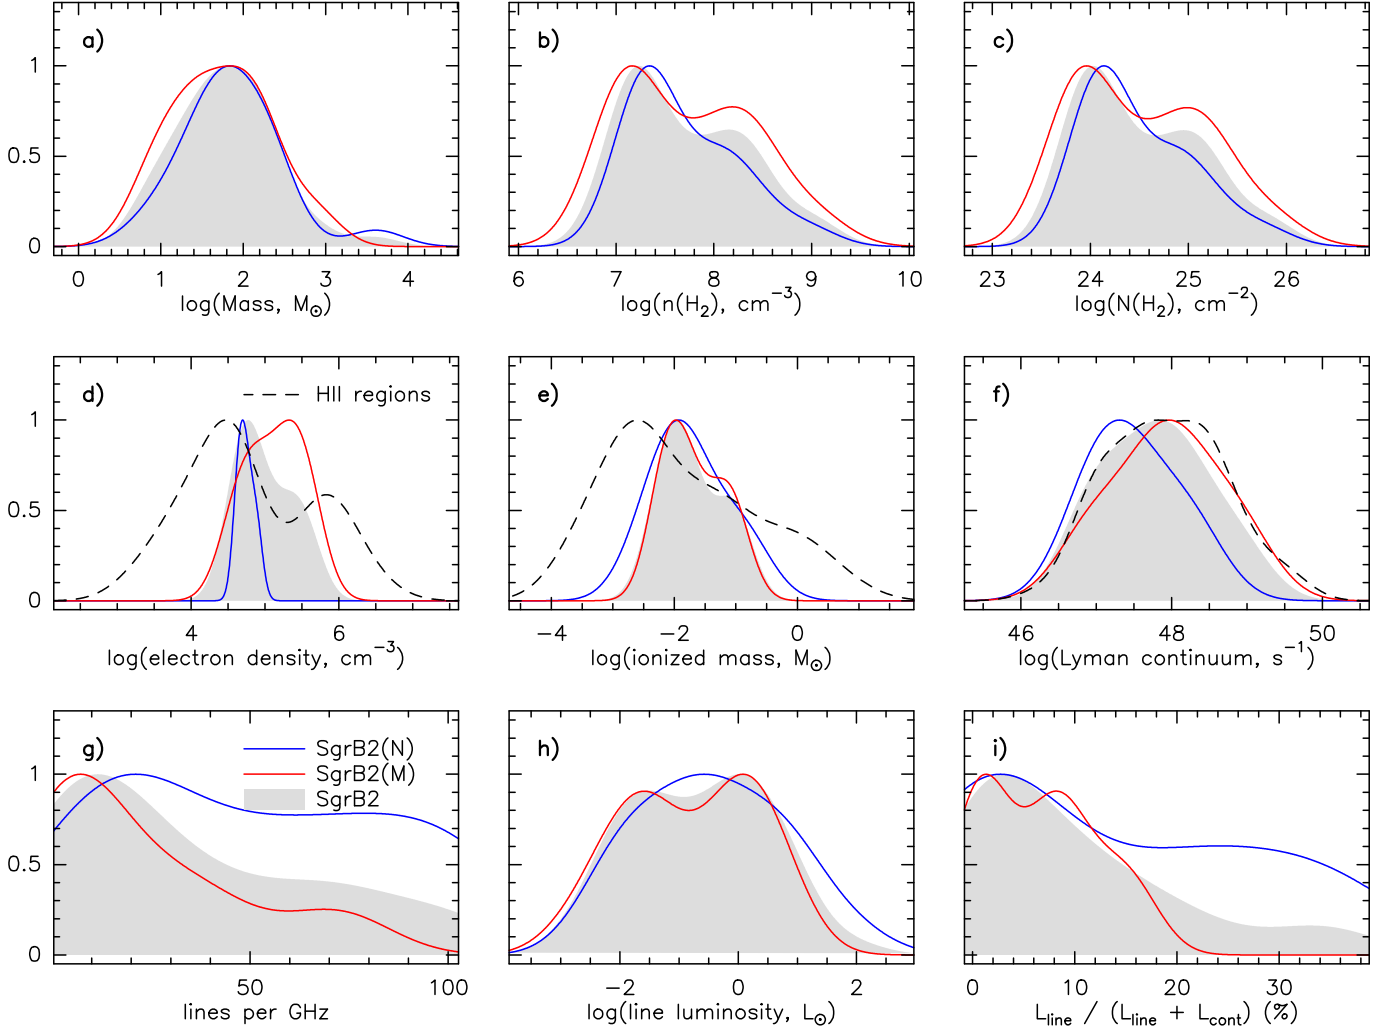 a) b) c)
1
0.5
0
0 1 2 3 4
log(Mass, M⊙)
6 7 8 9 10
log(n(H₂), cm⁻³)
23 24 25 26
log(N(H₂), cm⁻²)
d) HII regions e) f)
1
0.5
0
4 6
log(electron density, cm⁻³)
−4 −2 0
log(ionized mass, M⊙)
46 48 50
log(Lyman continuum, s⁻¹)
g) h) i)
SgrB2(N)
SgrB2(M)
SgrB2
1
0.5
0
50 100
lines per GHz
−2 0 2
log(line luminosity, L⊙)
0 10 20 30
L_line / (L_line + L_cont) (%)